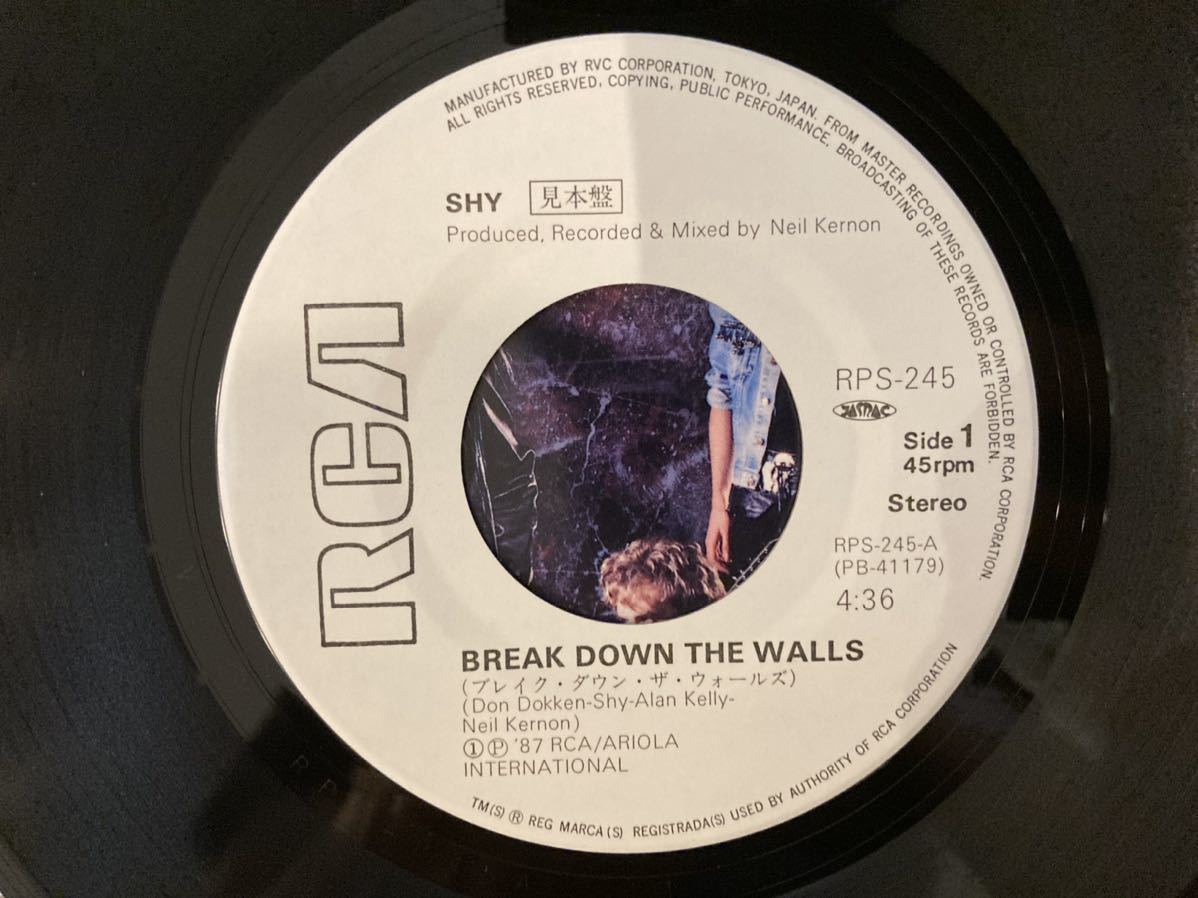 MANUFACTURED BY RVC CORPORATION, TOKYO, JAPAN. FROM MASTER RECORDINGS OWNED OR CONTROLLED BY RCA CORPORATION.
ALL RIGHTS RESERVED, COPYING, PUBLIC PERFORMANCE, BROADCASTING OF THESE RECORDS ARE FORBIDDEN.
SHY 見本盤
Produced, Recorded & Mixed by Neil Kernon
RCA
RPS-245
JASRAC
Side 1
45rpm
Stereo
RPS-245-A
(PB-41179)
4:36
BREAK DOWN THE WALLS
(ブレイク・ダウン・ザ・ウォールズ)
(Don Dokken-Shy-Alan Kelly-
Neil Kernon)
①Ⓟ '87 RCA/ARIOLA
INTERNATIONAL
TM(S) ® REG MARCA(S) REGISTRADA(S) USED BY AUTHORITY OF RCA CORPORATION